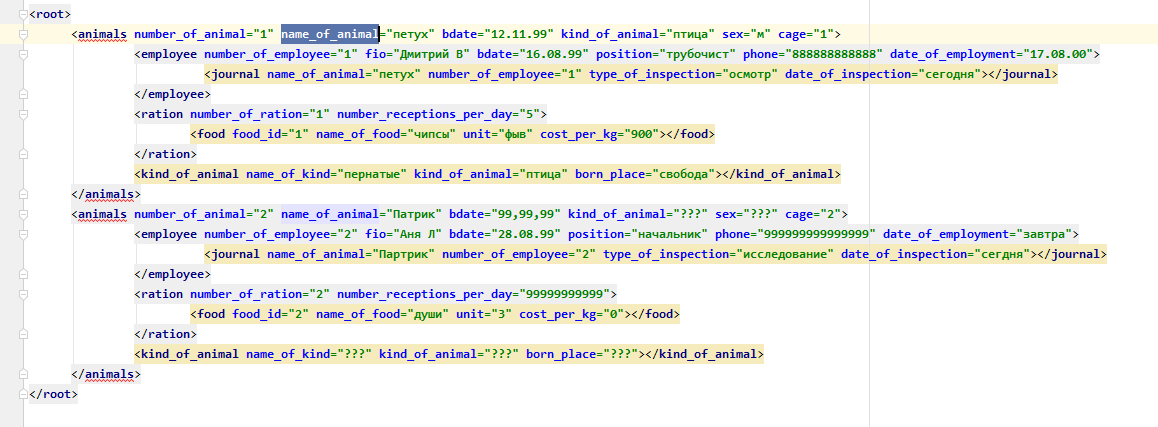 <root>
<animals number_of_animal="1" name_of_animal="петух" bdate="12.11.99" kind_of_animal="птица" sex="м" cage="1">
<employee number_of_employee="1" fio="Дмитрий В" bdate="16.08.99" position="трубочист" phone="888888888888" date_of_employment="17.08.00">
<journal name_of_animal="петух" number_of_employee="1" type_of_inspection="осмотр" date_of_inspection="сегодня"></journal>
</employee>
<ration number_of_ration="1" number_receptions_per_day="5">
<food food_id="1" name_of_food="чипсы" unit="фыв" cost_per_kg="900"></food>
</ration>
<kind_of_animal name_of_kind="пернатые" kind_of_animal="птица" born_place="свобода"></kind_of_animal>
</animals>
<animals number_of_animal="2" name_of_animal="Патрик" bdate="99,99,99" kind_of_animal="???" sex="???" cage="2">
<employee number_of_employee="2" fio="Аня Л" bdate="28.08.99" position="начальник" phone="999999999999999" date_of_employment="завтра">
<journal name_of_animal="Партрик" number_of_employee="2" type_of_inspection="исследование" date_of_inspection="сегдня"></journal>
</employee>
<ration number_of_ration="2" number_receptions_per_day="99999999999">
<food food_id="2" name_of_food="души" unit="3" cost_per_kg="0"></food>
</ration>
<kind_of_animal name_of_kind="???" kind_of_animal="???" born_place="???"></kind_of_animal>
</animals>
</root>